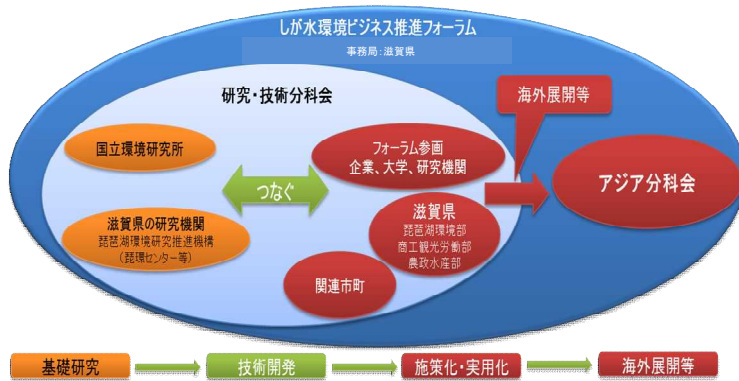 しが水環境ビジネス推進フォーラム
事務局:滋賀県
研究・技術分科会
海外展開等
国立環境研究所
フォーラム参画
企業、大学、研究機関
アジア分科会
つなぐ
滋賀県の研究機関
琵琶湖環境研究推進機構
(琵環センター等)
滋賀県
琵琶湖環境部
商工観光労働部
農政水産部
関連市町
基礎研究
技術開発
施策化・実用化
海外展開等